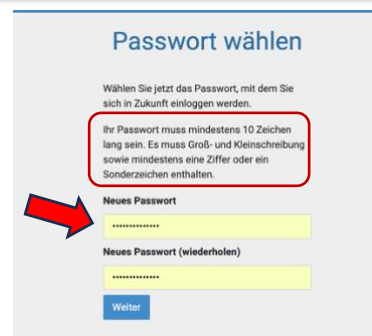 Passwort wählen
Wählen Sie jetzt das Passwort, mit dem Sie
sich in Zukunft einloggen werden.
Ihr Passwort muss mindestens 10 Zeichen
lang sein. Es muss Groß- und Kleinschreibung
sowie mindestens eine Ziffer oder ein
Sonderzeichen enthalten.
Neues Passwort
••••••••••••••
Neues Passwort (wiederholen)
••••••••••••••
Weiter